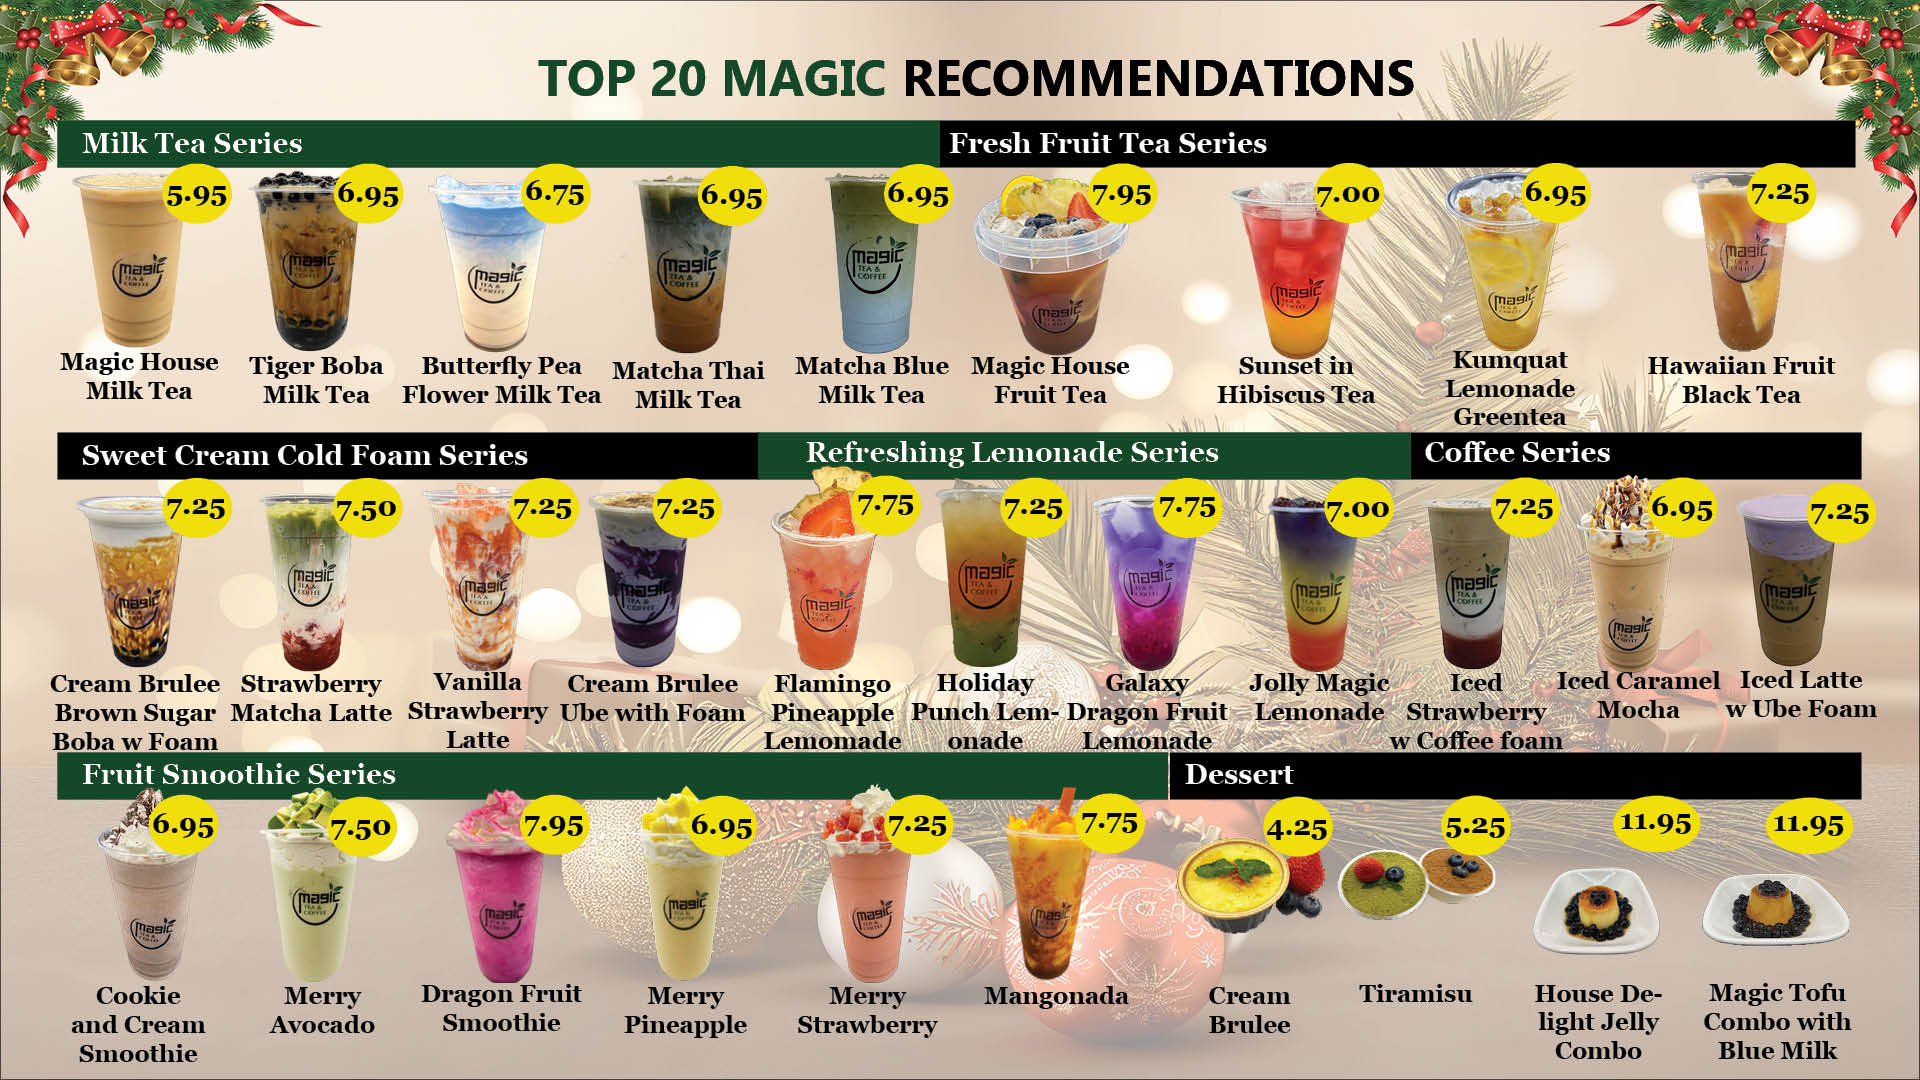 TOP 20 MAGIC RECOMMENDATIONS
Milk Tea Series
Fresh Fruit Tea Series
5.95
6.95
6.75
6.95
6.95
7.95
7.00
6.95
7.25
magic
TEA &
COFFEE
Magic House
Milk Tea
Tiger Boba
Milk Tea
Butterfly Pea
Flower Milk Tea
Matcha Thai
Milk Tea
Matcha Blue
Milk Tea
Magic House
Fruit Tea
Sunset in
Hibiscus Tea
Kumquat
Lemonade
Greentea
Hawaiian Fruit
Black Tea
Sweet Cream Cold Foam Series
Refreshing Lemonade Series
Coffee Series
7.25
7.50
7.25
7.25
7.75
7.25
7.75
7.00
7.25
6.95
7.25
Cream Brulee
Brown Sugar
Boba w Foam
Strawberry
Matcha Latte
Vanilla
Strawberry
Latte
Cream Brulee
Ube with Foam
Flamingo
Pineapple
Lemomade
Holiday
Punch Lem-
onade
Galaxy
Dragon Fruit
Lemonade
Jolly Magic
Lemonade
Iced
Strawberry
w Coffee foam
Iced Caramel
Mocha
Iced Latte
w Ube Foam
Fruit Smoothie Series
Dessert
6.95
7.50
7.95
6.95
7.25
7.75
4.25
5.25
11.95
11.95
Cookie
and Cream
Smoothie
Merry
Avocado
Dragon Fruit
Smoothie
Merry
Pineapple
Merry
Strawberry
Mangonada
Cream
Brulee
Tiramisu
House De-
light Jelly
Combo
Magic Tofu
Combo with
Blue Milk